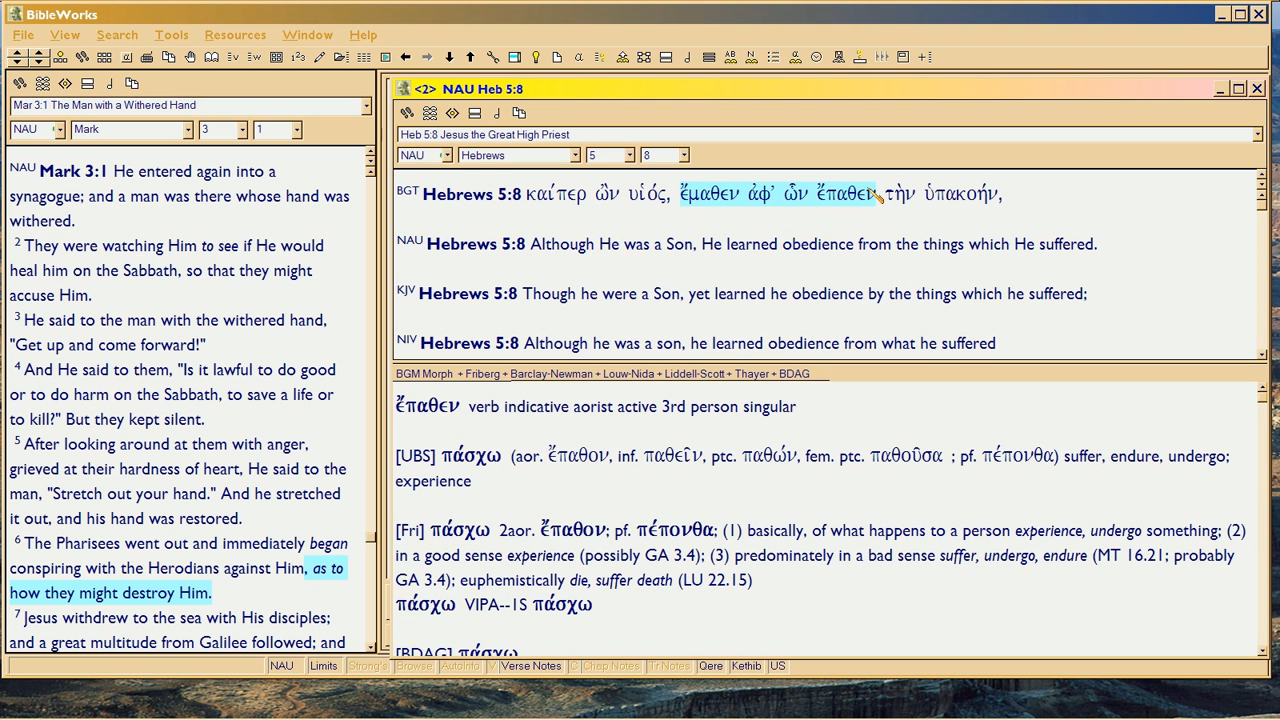 BibleWorks
File View Search Tools Resources Window Help
Mar 3:1 The Man with a Withered Hand
NAU Mark 3 1
NAU Mark 3:1 He entered again into a
synagogue; and a man was there whose hand was
withered.
2 They were watching Him to see if He would
heal him on the Sabbath, so that they might
accuse Him.
3 He said to the man with the withered hand,
"Get up and come forward!"
4 And He said to them, "Is it lawful to do good
or to do harm on the Sabbath, to save a life or
to kill?" But they kept silent.
5 After looking around at them with anger,
grieved at their hardness of heart, He said to the
man, "Stretch out your hand." And he stretched
it out, and his hand was restored.
6 The Pharisees went out and immediately began
conspiring with the Herodians against Him, as to
how they might destroy Him.
7 Jesus withdrew to the sea with His disciples;
and a great multitude from Galilee followed; and
<2> NAU Heb 5:8
Heb 5:8 Jesus the Great High Priest
NAU Hebrews 5 8
BGT Hebrews 5:8 καίπερ ὢν υἱός, ἔμαθεν ἀφ' ὧν ἔπαθεν τὴν ὑπακοήν,
NAU Hebrews 5:8 Although He was a Son, He learned obedience from the things which He suffered.
KJV Hebrews 5:8 Though he were a Son, yet learned he obedience by the things which he suffered;
NIV Hebrews 5:8 Although he was a son, he learned obedience from what he suffered
BGM Morph + Friberg + Barclay-Newman + Louw-Nida + Liddell-Scott + Thayer + BDAG
ἔπαθεν verb indicative aorist active 3rd person singular
[UBS] πάσχω (aor. ἔπαθον, inf. παθεῖν, ptc. παθών, fem. ptc. παθοῦσα ; pf. πέπονθα) suffer, endure, undergo;
experience
[Fri] πάσχω 2aor. ἔπαθον; pf. πέπονθα; (1) basically, of what happens to a person experience, undergo something; (2)
in a good sense experience (possibly GA 3.4); (3) predominately in a bad sense suffer, undergo, endure (MT 16.21; probably
GA 3.4); euphemistically die, suffer death (LU 22.15)
πάσχω VIPA--1S πάσχω
[BDAG] πάσχω
NAU Limits Strong's Browse AutoInfo V Verse Notes C Chap Notes Tr Notes Qere Kethib US